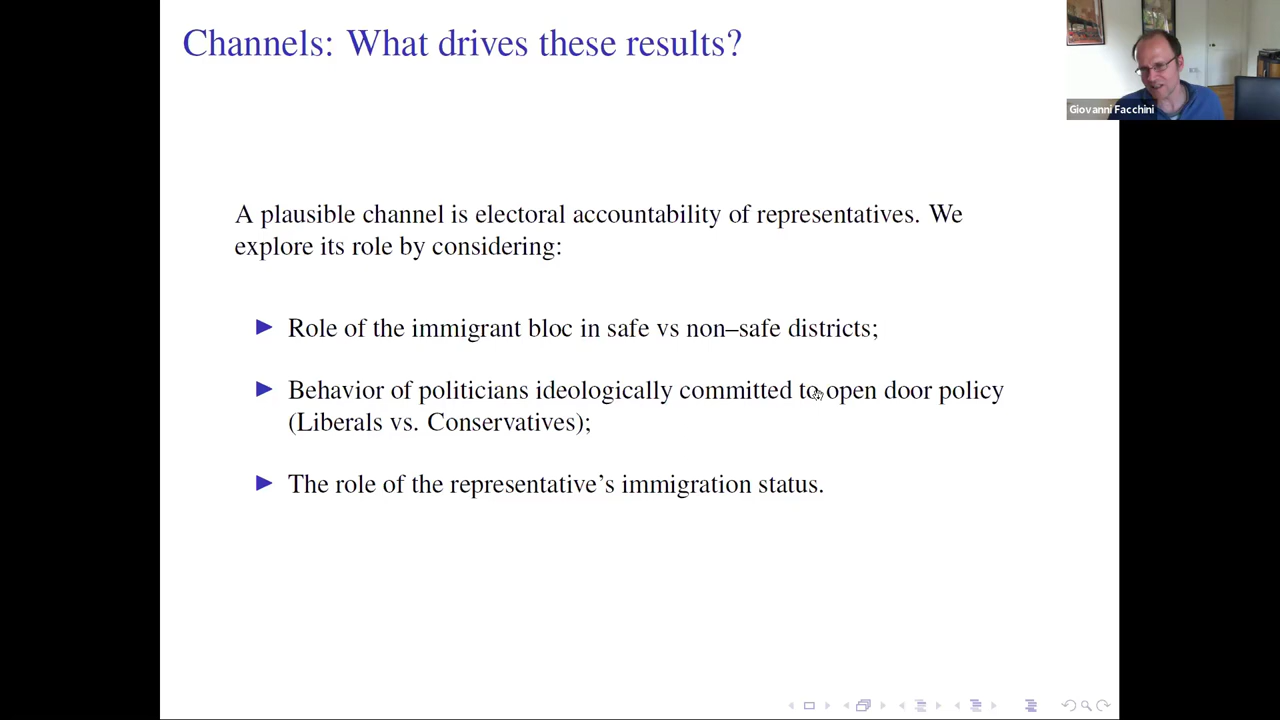 Channels: What drives these results?
Giovanni Facchini
A plausible channel is electoral accountability of representatives. We
explore its role by considering:
Role of the immigrant bloc in safe vs non–safe districts;
Behavior of politicians ideologically committed to open door policy
(Liberals vs. Conservatives);
The role of the representative's immigration status.